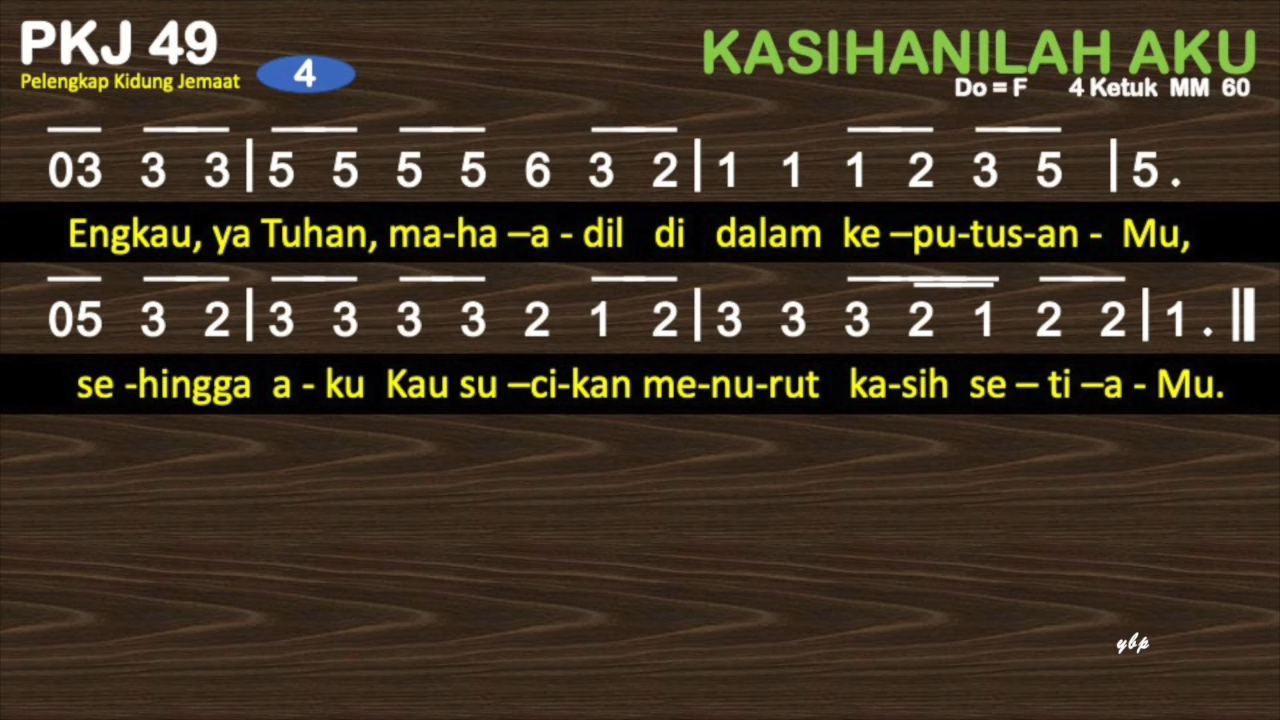 PKJ 49
Pelengkap Kidung Jemaat
4
KASIHANILAH AKU
Do = F 4 Ketuk MM 60
03 3 3 | 5 5 5 5 6 3 2 | 1 1 1 2 3 5 | 5 .
Engkau, ya Tuhan, ma-ha –a - dil di dalam ke –pu-tus-an - Mu,
05 3 2 | 3 3 3 3 2 1 2 | 3 3 3 2 1 2 2 | 1 . ||
se -hingga a - ku Kau su –ci-kan me-nu-rut ka-sih se – ti –a - Mu.
ybp